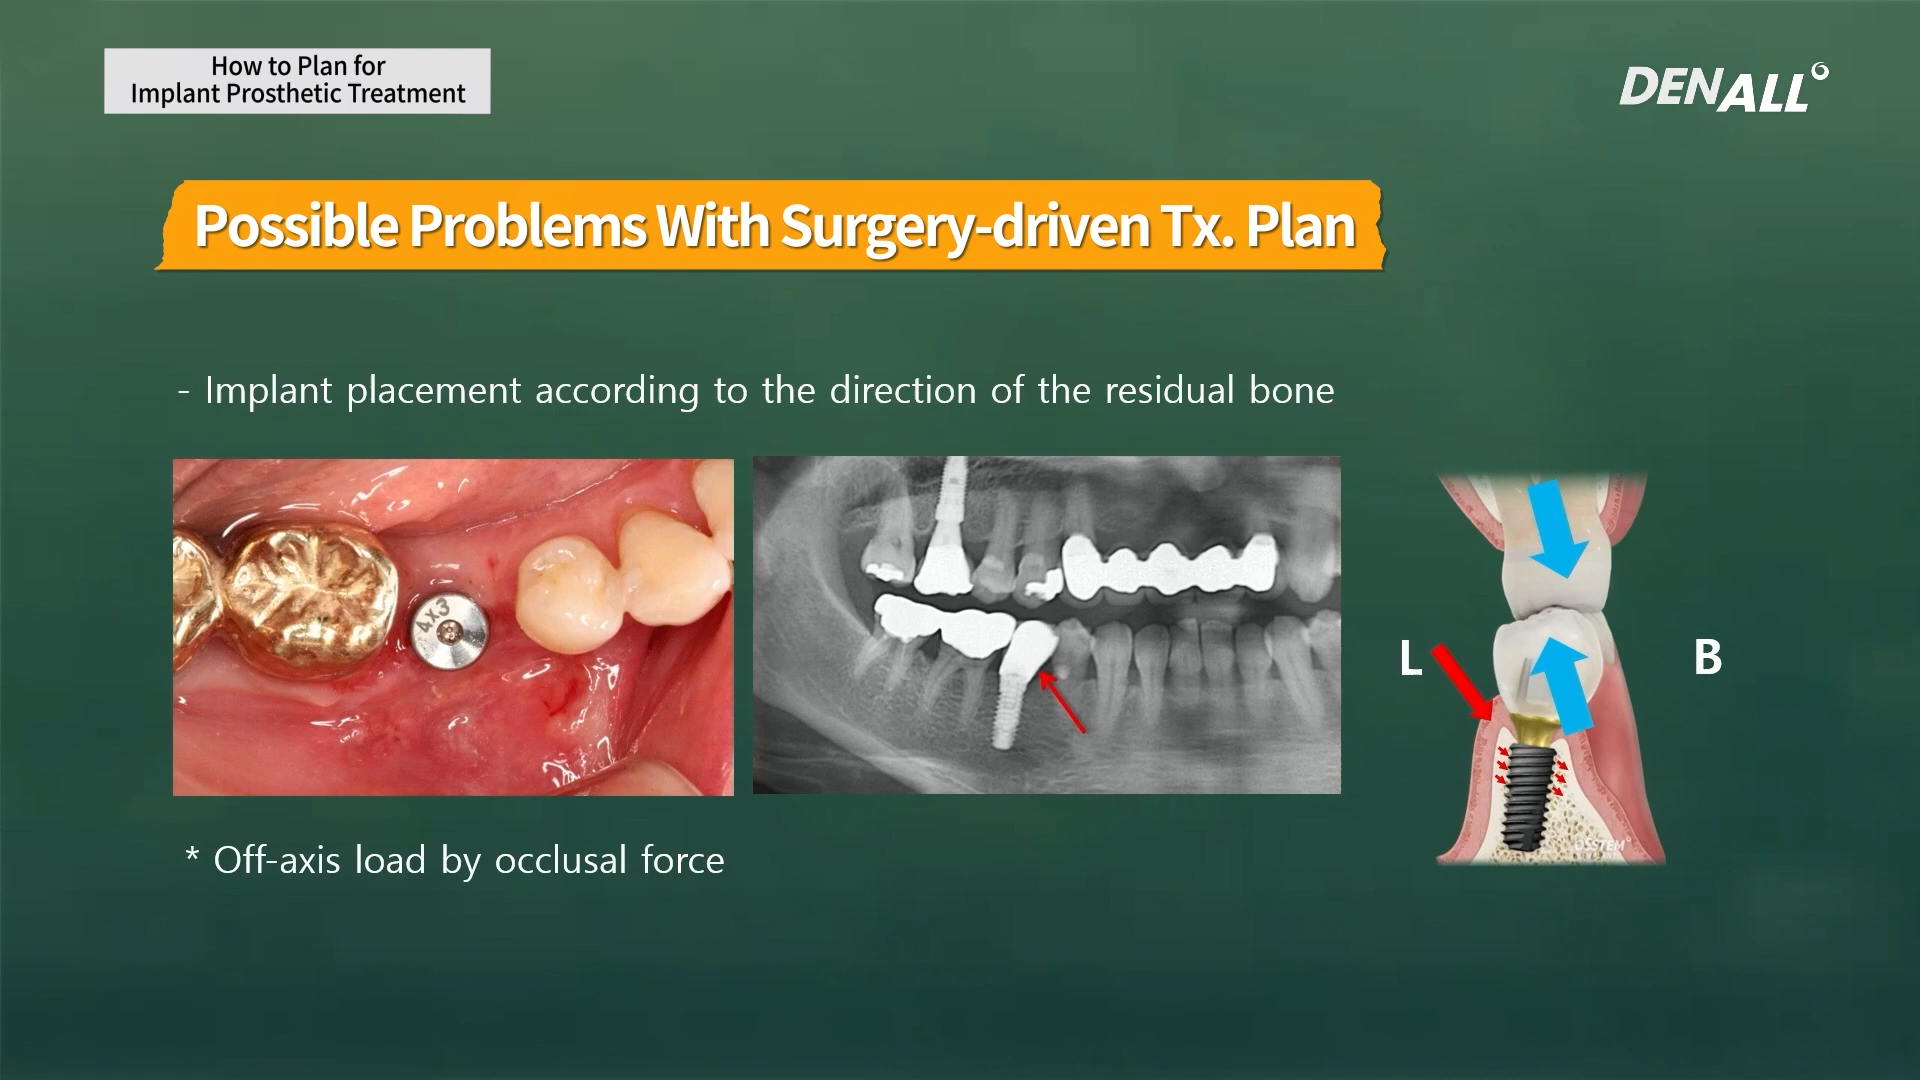 How to Plan for
Implant Prosthetic Treatment
DENALL
Possible Problems With Surgery-driven Tx. Plan
- Implant placement according to the direction of the residual bone
4X3
L
B
OSSTEM
* Off-axis load by occlusal force